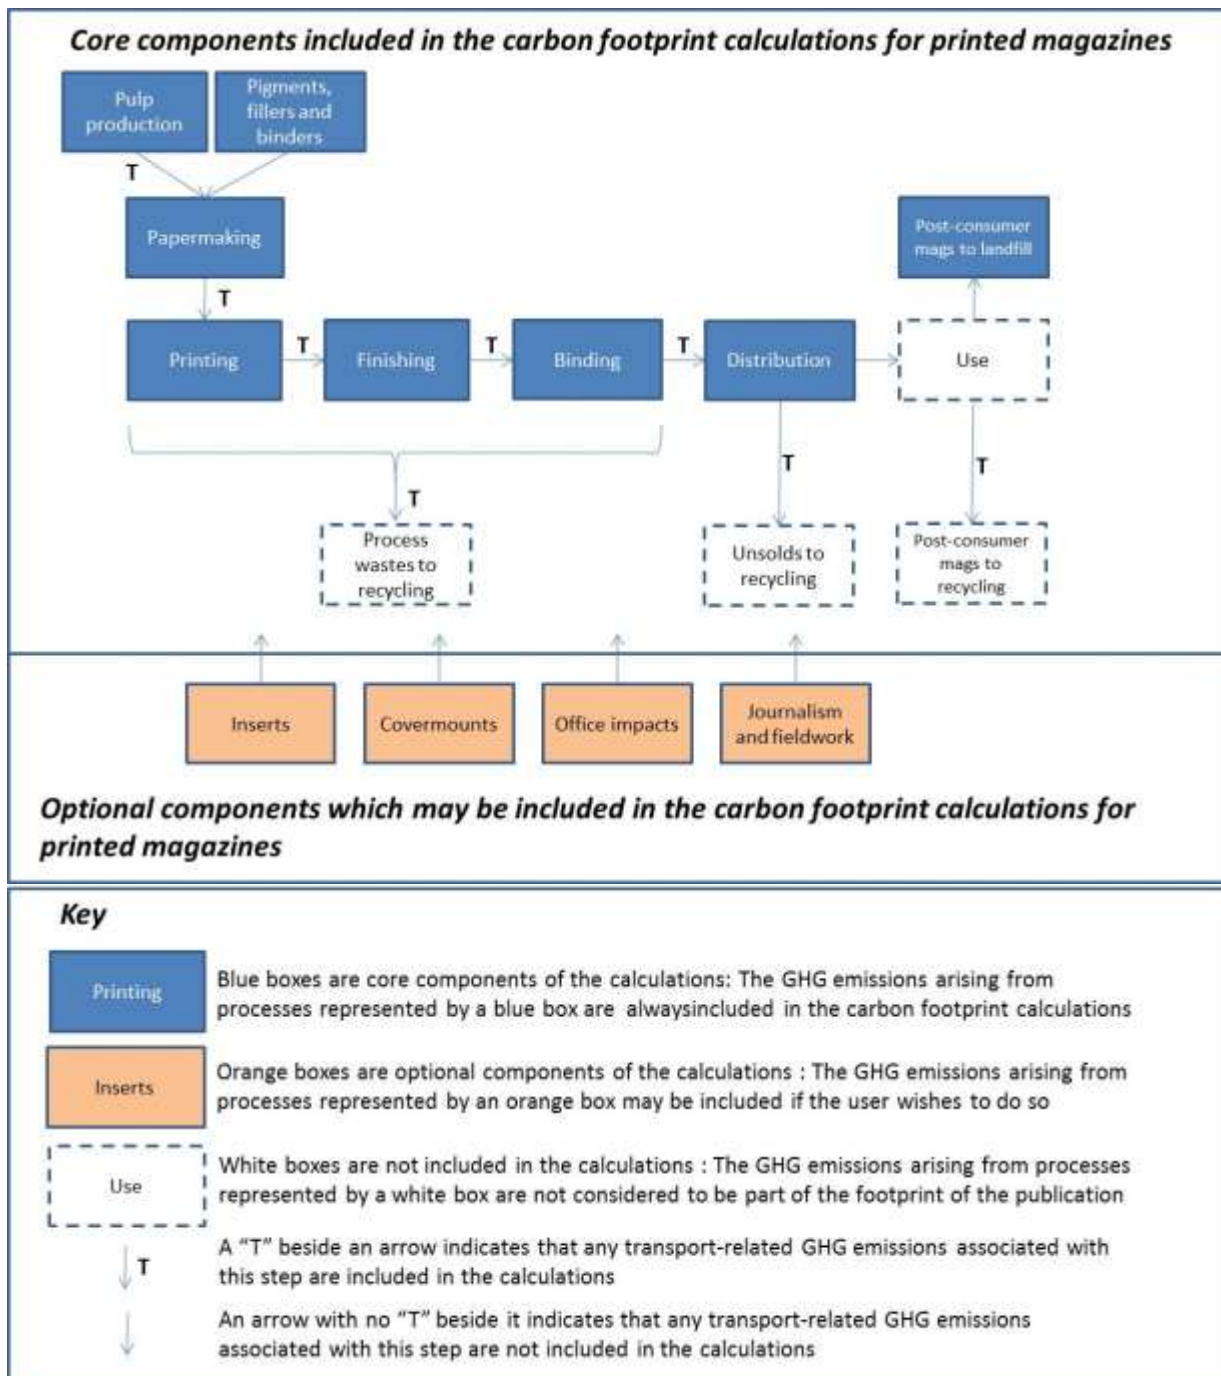 Core components included in the carbon footprint calculations for printed magazines
Pulp
production
Pigments,
fillers and
binders
T
Papermaking
T
Post-consumer
mags to landfill
Printing
T
Finishing
T
Binding
T
Distribution
Use
T
T
T
Process
wastes to
recycling
Unsolds to
recycling
Post-consumer
mags to
recycling
Inserts
Covermounts
Office impacts
Journalism
and fieldwork
Optional components which may be included in the carbon footprint calculations for
printed magazines
Key
Printing
Blue boxes are core components of the calculations: The GHG emissions arising from
processes represented by a blue box are alwaysincluded in the carbon footprint calculations
Inserts
Orange boxes are optional components of the calculations : The GHG emissions arising from
processes represented by an orange box may be included if the user wishes to do so
Use
White boxes are not included in the calculations : The GHG emissions arising from processes
represented by a white box are not considered to be part of the footprint of the publication
T
A “T” beside an arrow indicates that any transport-related GHG emissions associated with
this step are included in the calculations
An arrow with no “T” beside it indicates that any transport-related GHG emissions
associated with this step are not included in the calculations